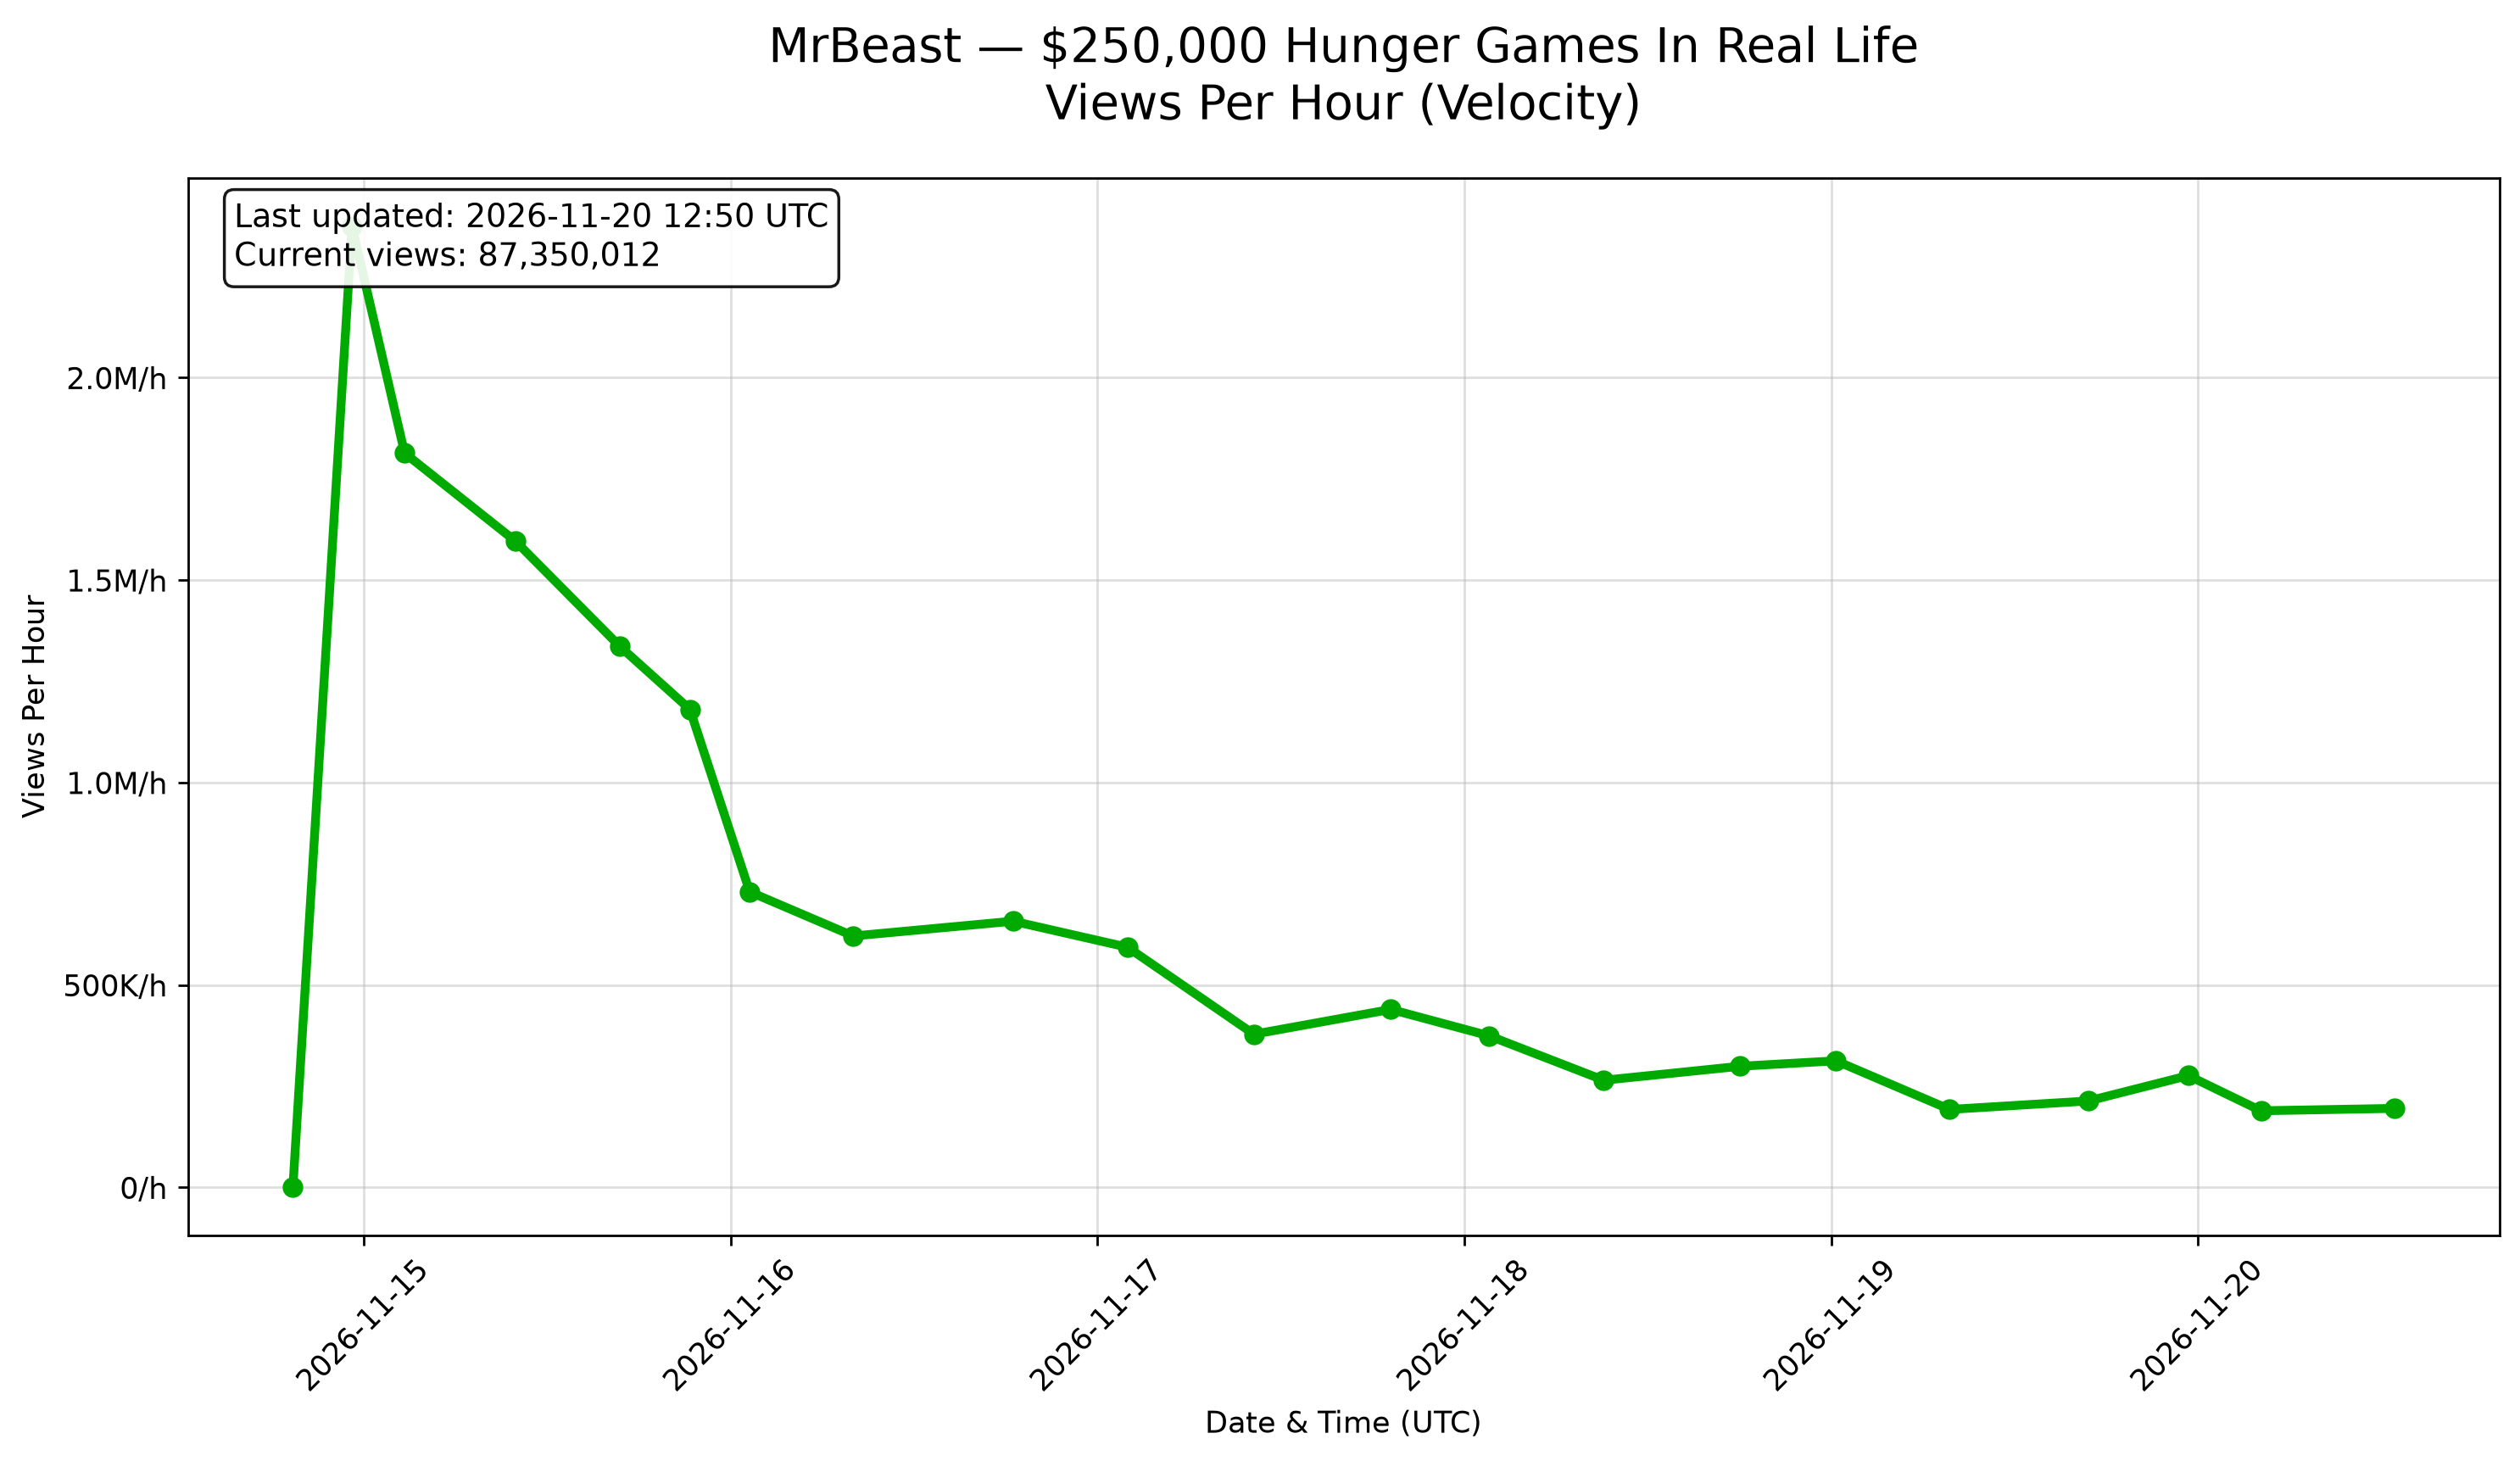 MrBeast — $250,000 Hunger Games In Real Life
Views Per Hour (Velocity)
Last updated: 2026-11-20 12:50 UTC
Current views: 87,350,012
2.0M/h
1.5M/h
1.0M/h
500K/h
0/h
Views Per Hour
2026-11-15
2026-11-16
2026-11-17
2026-11-18
2026-11-19
2026-11-20
Date & Time (UTC)